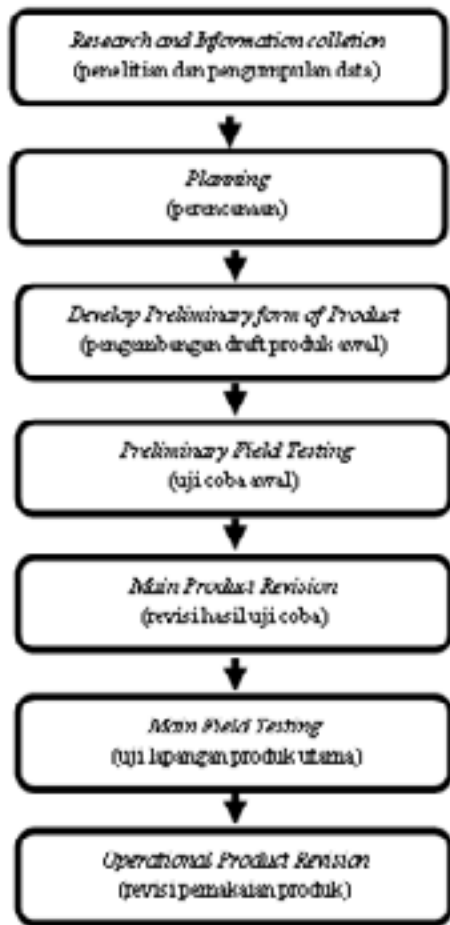 Research and Information colletion
(penelitian dan pengumpulan data)
Planning
(perencanaan)
Develop Preliminary form of Product
(pengembangan draft produk awal)
Preliminary Field Testing
(uji coba awal)
Main Product Revision
(revisi hasil uji coba)
Main Field Testing
(uji lapangan produk utama)
Operational Product Revision
(revisi pemakaian produk)